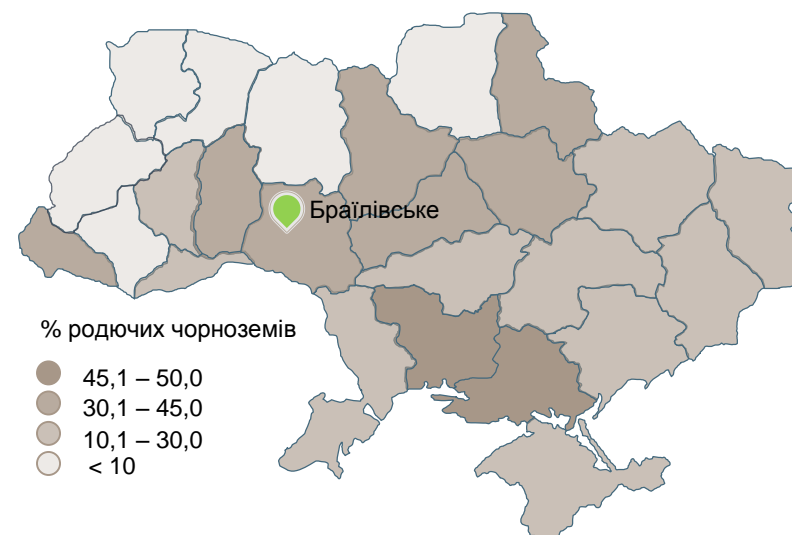 Браїлівське
% родючих чорноземів
45,1 – 50,0
30,1 – 45,0
10,1 – 30,0
< 10